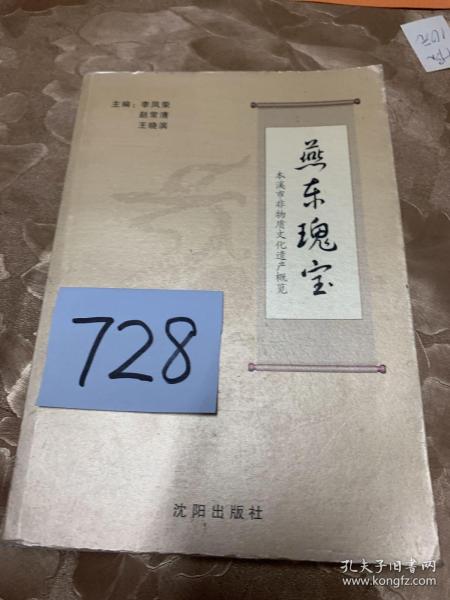 主编：李凤荣
赵常清
王晓滨
燕东瑰宝
本溪市非物质文化遗产概览
728
沈阳出版社
孔夫子旧书网
www.kongfz.com